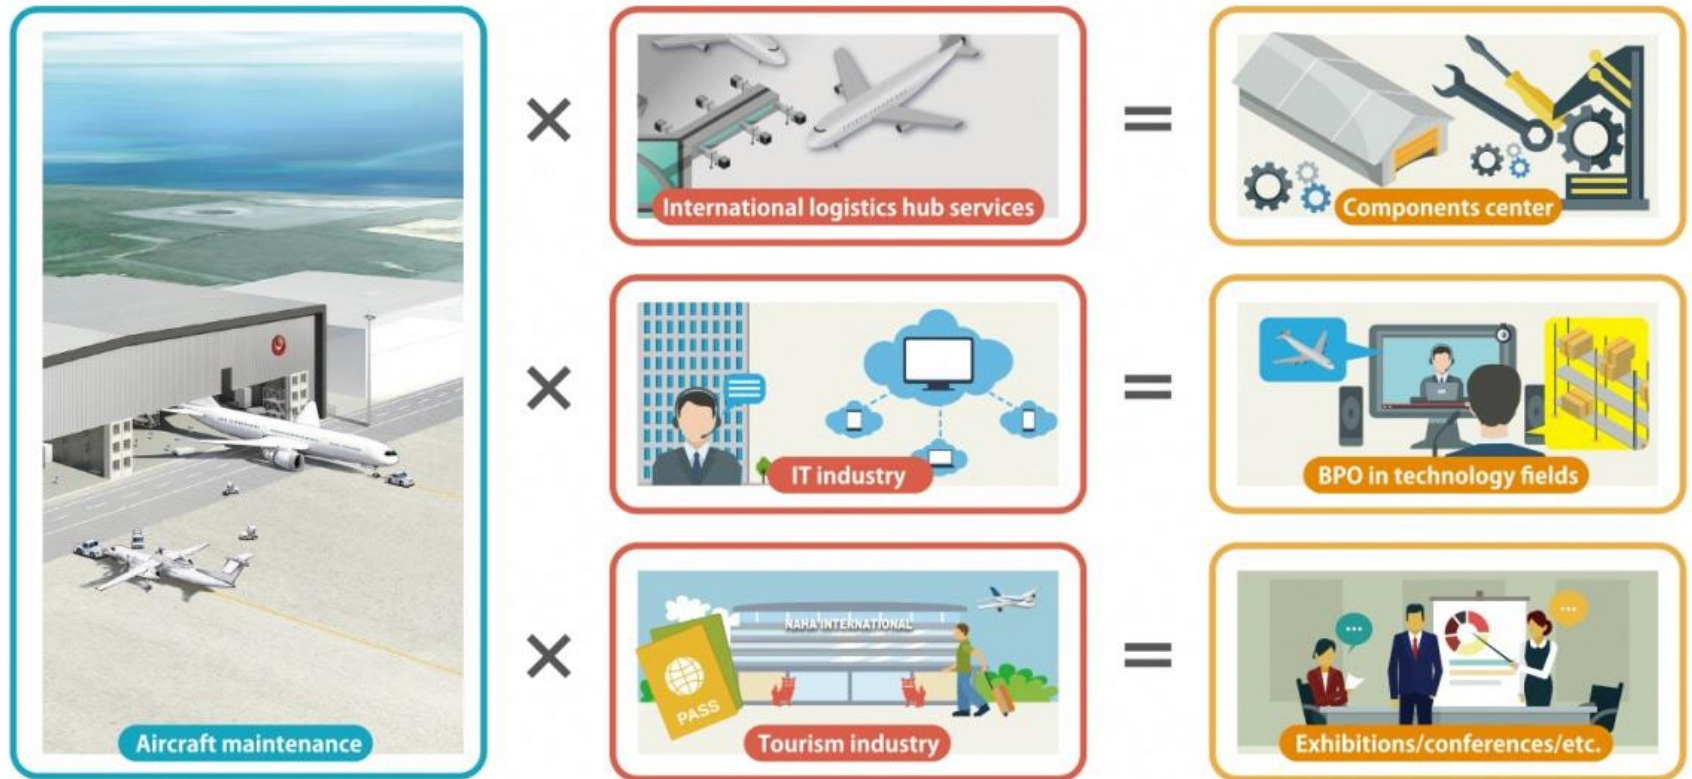 Aircraft maintenance
×
International logistics hub services
=
Components center
×
IT industry
=
BPO in technology fields
×
NAHA INTERNATIONAL
PASS
Tourism industry
=
Exhibitions/conferences/etc.